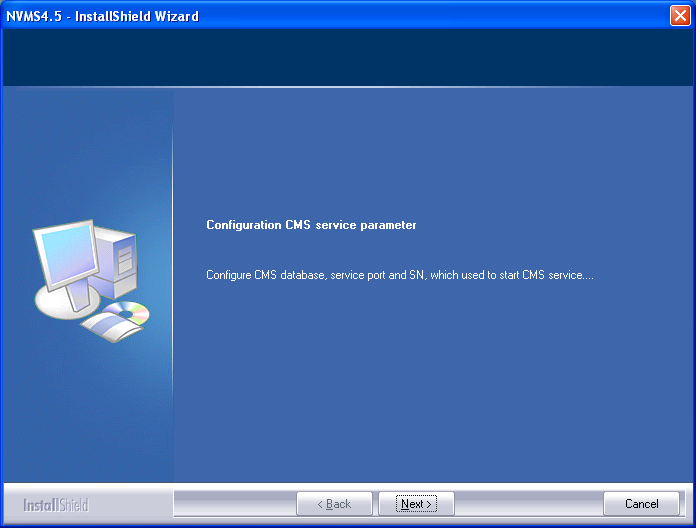 NVMS4.5 - InstallShield Wizard
Configuration CMS service parameter
Configure CMS database, service port and SN, which used to start CMS service....
InstallShield
< Back Next > Cancel